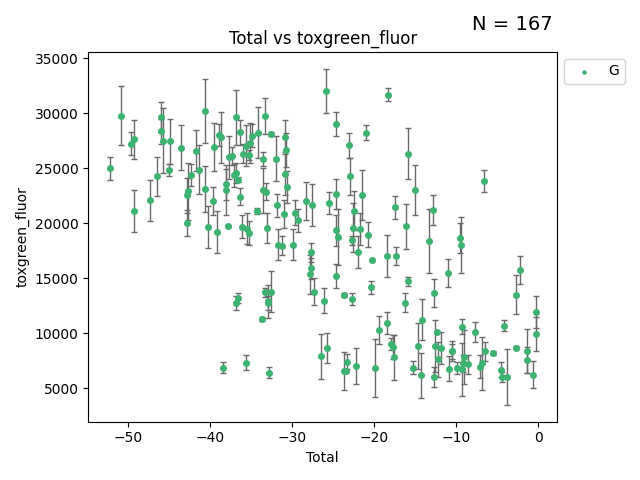 N = 167
Total vs toxgreen_fluor
G
35000
30000
25000
20000
15000
10000
5000
toxgreen_fluor
−50 −40 −30 −20 −10 0
Total